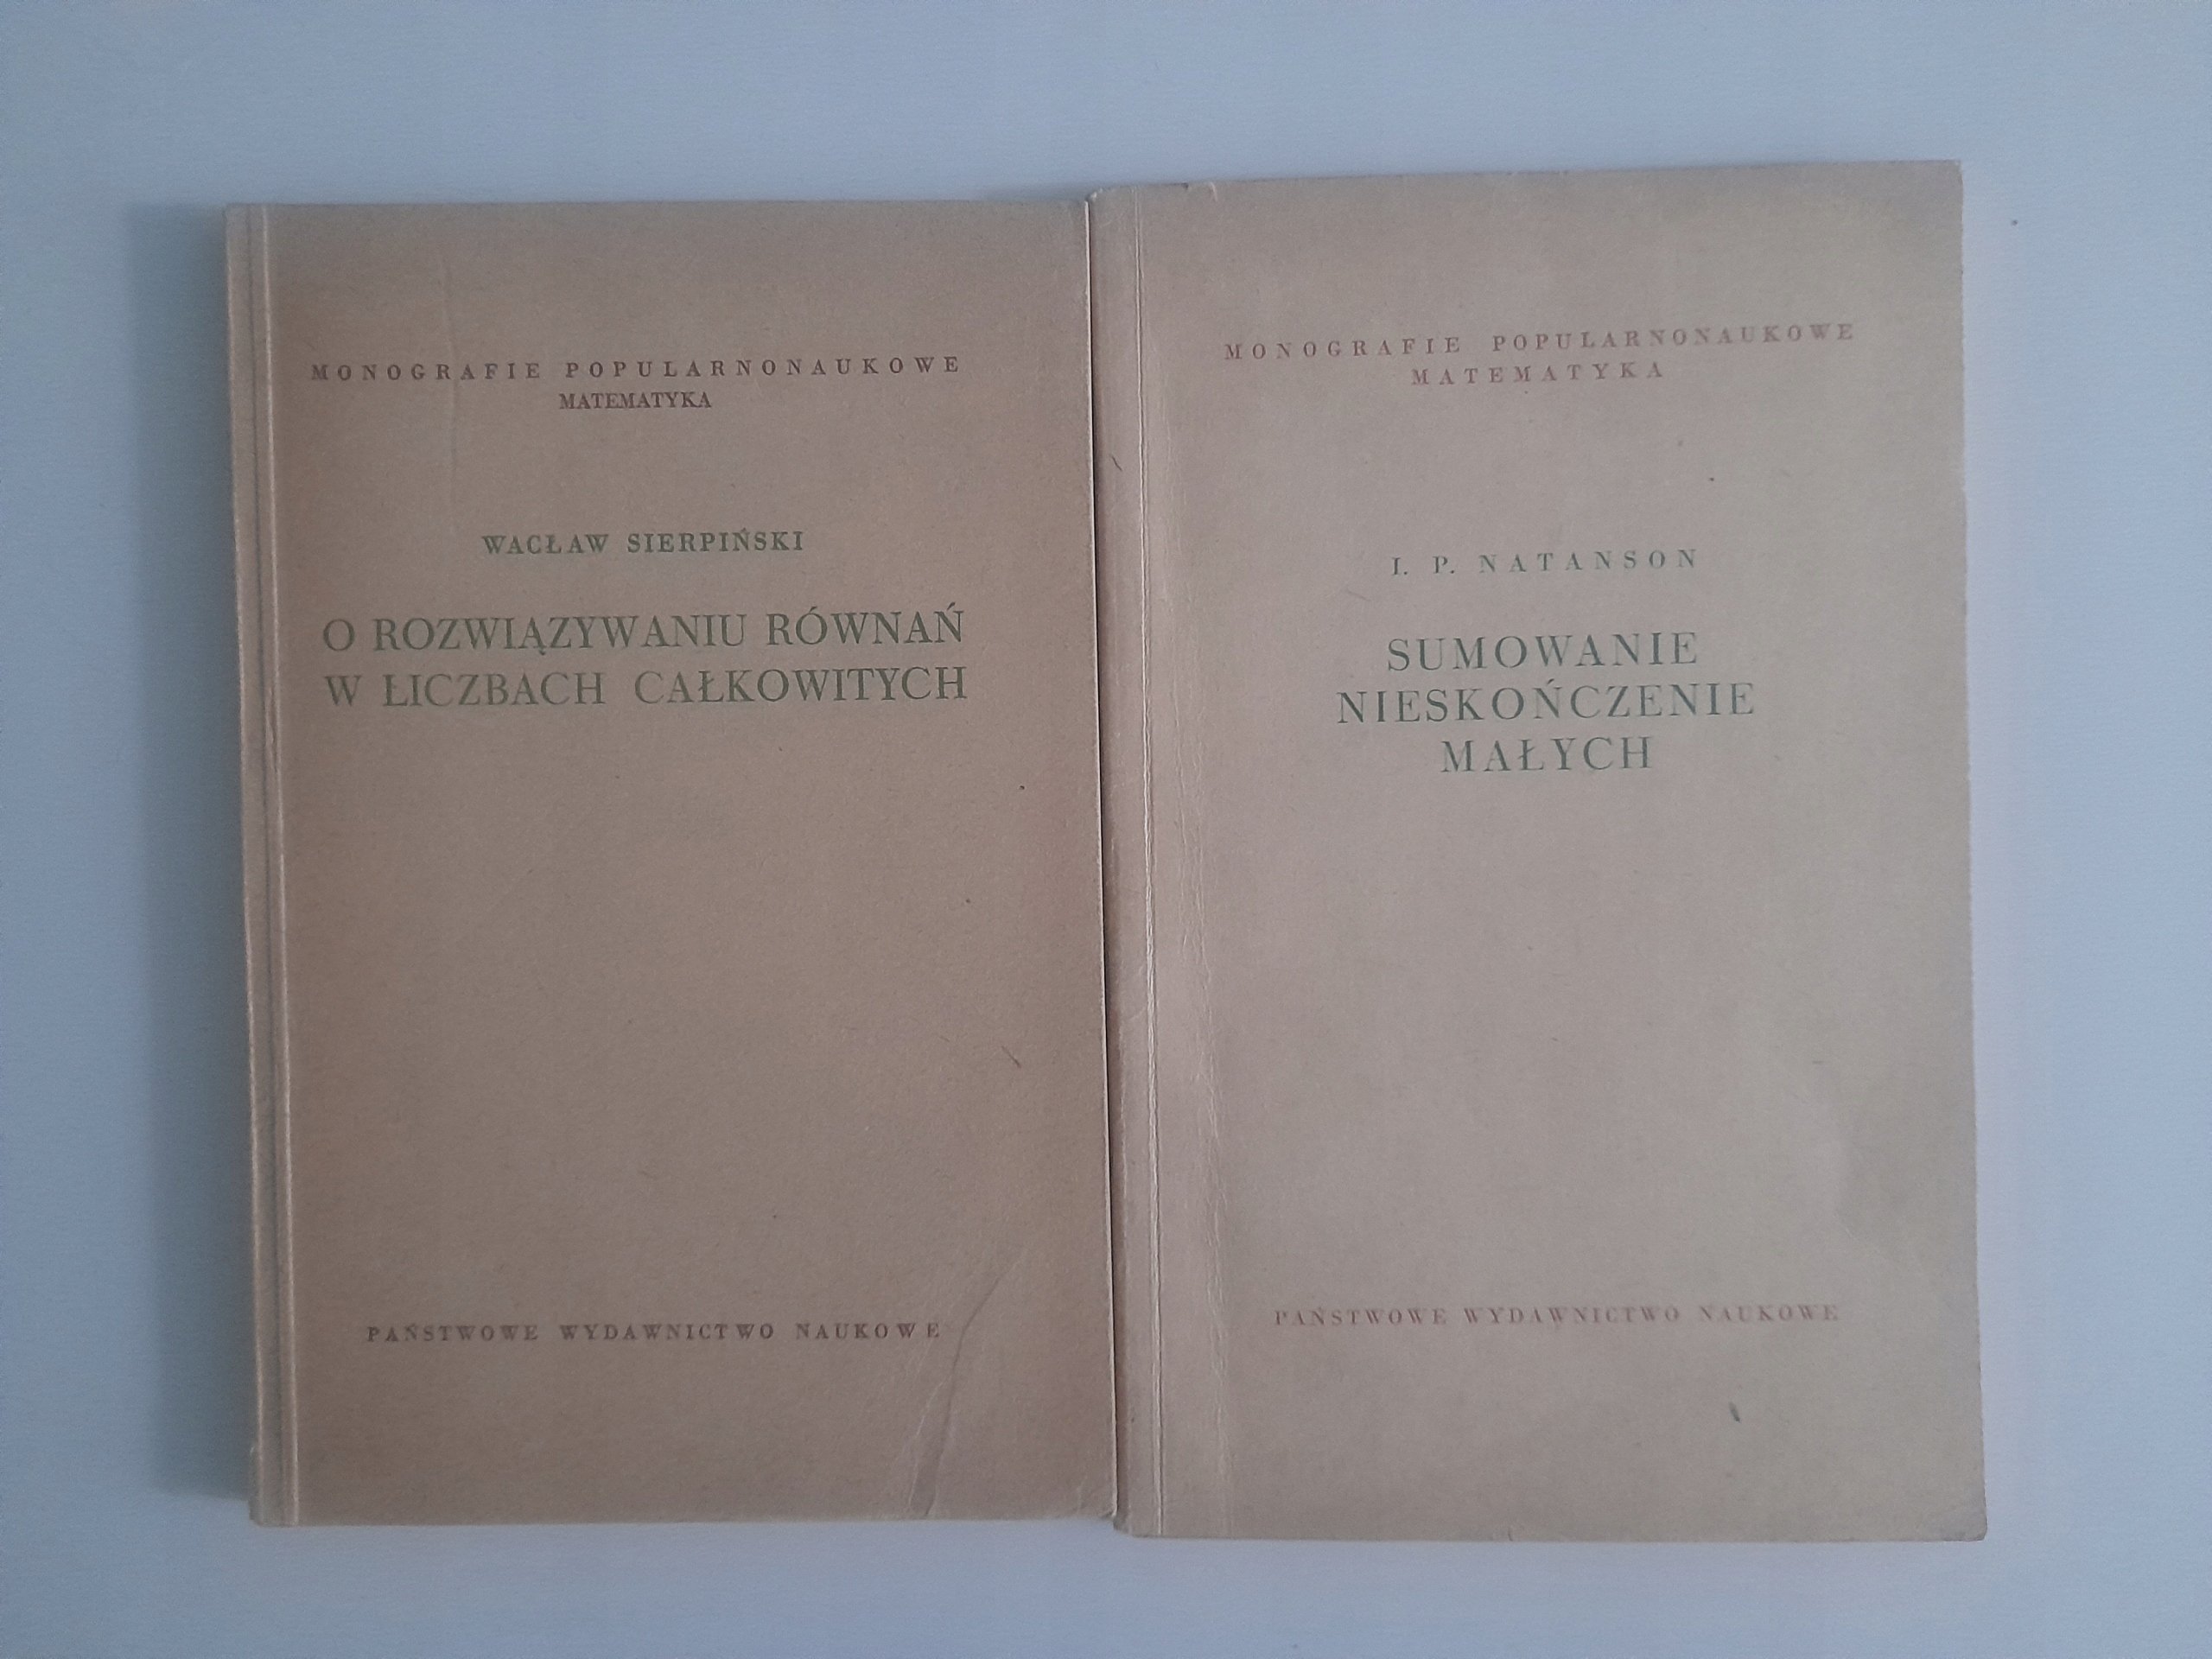 MONOGRAFIE POPULARNONAUKOWE
MATEMATYKA
WACŁAW SIERPIŃSKI
O ROZWIĄZYWANIU RÓWNAŃ
W ŁICZBACH CAŁKOWITYCH
PAŃSTWOWE WYDAWNICTWO NAUKOWE
MONOGRAFIE POPULARNONAUKOWE
MATEMATYKA
I. P. NATANSON
SUMOWANIE
NIESKOŃCZENIE
MAŁYCH
PAŃSTWOWE WYDAWNICTWO NAUKOWE